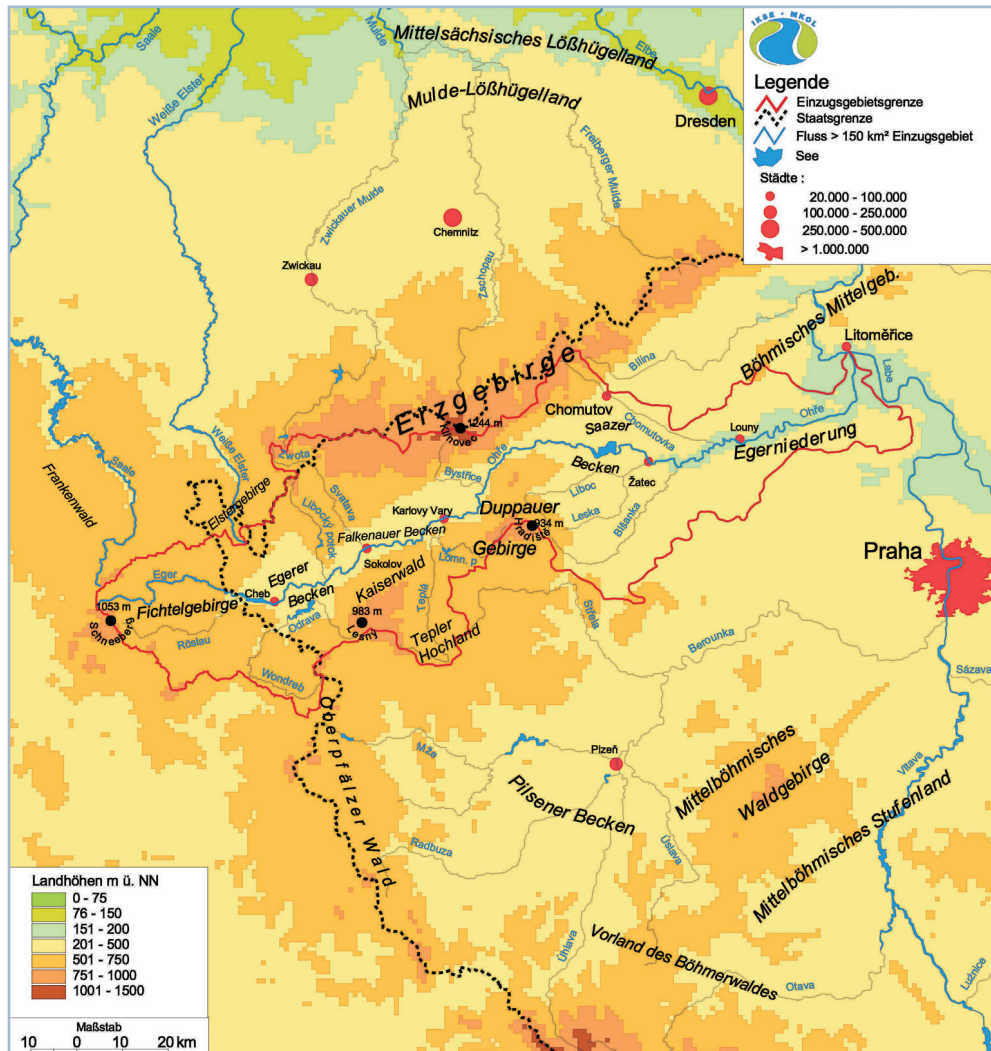 IKSE - MKOL
Legende
Einzugsgebietsgrenze
Staatsgrenze
Fluss > 150 km² Einzugsgebiet
See
Städte :
20.000 - 100.000
100.000 - 250.000
250.000 - 500.000
> 1.000.000
Saale
Mulde
Mittelsächsisches Lößhügelland
Elbe
Weiße Elster
Mulde-Lößhügelland
Dresden
Freiberger Mulde
Zwickauer Mulde
Chemnitz
Zwickau
Zschopau
Böhmisches Mittelgeb.
Litoměřice
Bílina
Labe
Erzgebirge
Chomutov
1244 m
Klínovec
Saazer
Chomutovka
Louny
Ohře
Egerniederung
Zwota
Weiße Elster
Ohře
Becken
Žatec
Bystřice
Saale
Frankenwald
Elstergebirge
Svatava
Libocký potok
Liboc
Leska
Blšanka
Karlovy Vary
Duppauer
934 m
Hradiště
Gebirge
Falkenauer Becken
Sokolov
Lomn. p.
Praha
Eger
Egerer
Becken
Cheb
Kaiserwald
Teplá
1053 m
Schneeberg
Fichtelgebirge
983 m
Lesný
Odrava
Střela
Röslau
Tepler
Hochland
Berounka
Wondreb
Sázava
Oberpfälzer Wald
Mže
Plzeň
Mittelböhmisches
Waldgebirge
Vltava
Pilsener Becken
Mittelböhmisches Stufenland
Radbuza
Úslava
Landhöhen m ü. NN
0 - 75
76 - 150
151 - 200
201 - 500
501 - 750
751 - 1000
1001 - 1500
Úhlava
Vorland des Böhmerwaldes
Otava
Lužnice
Maßstab
10 0 10 20 km